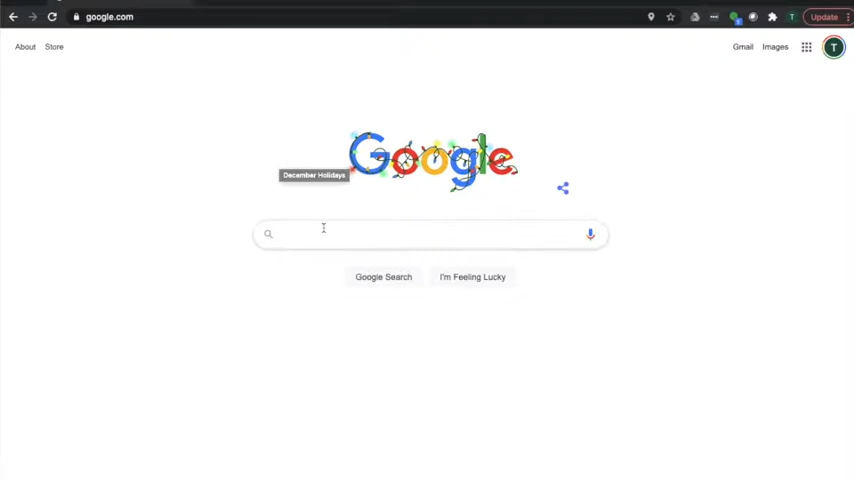 google.com
T
Update
About
Store
Gmail
Images
T
Google
December Holidays
Google Search
I'm Feeling Lucky